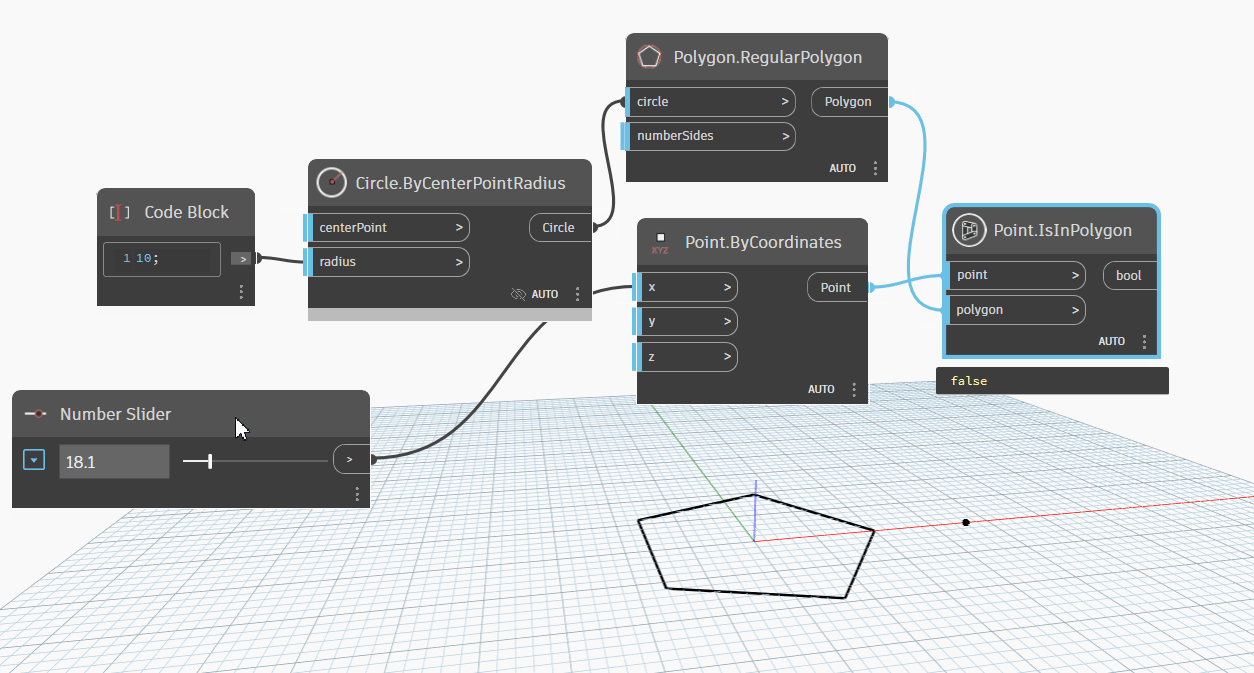 Polygon.RegularPolygon
circle > Polygon
numberSides >
AUTO
Circle.ByCenterPointRadius
centerPoint > Circle
radius >
AUTO
Code Block
1 10; >
Point.ByCoordinates
x > Point
y >
z >
AUTO
XYZ
Point.IsInPolygon
point > bool
polygon >
AUTO
false
Number Slider
18.1 >